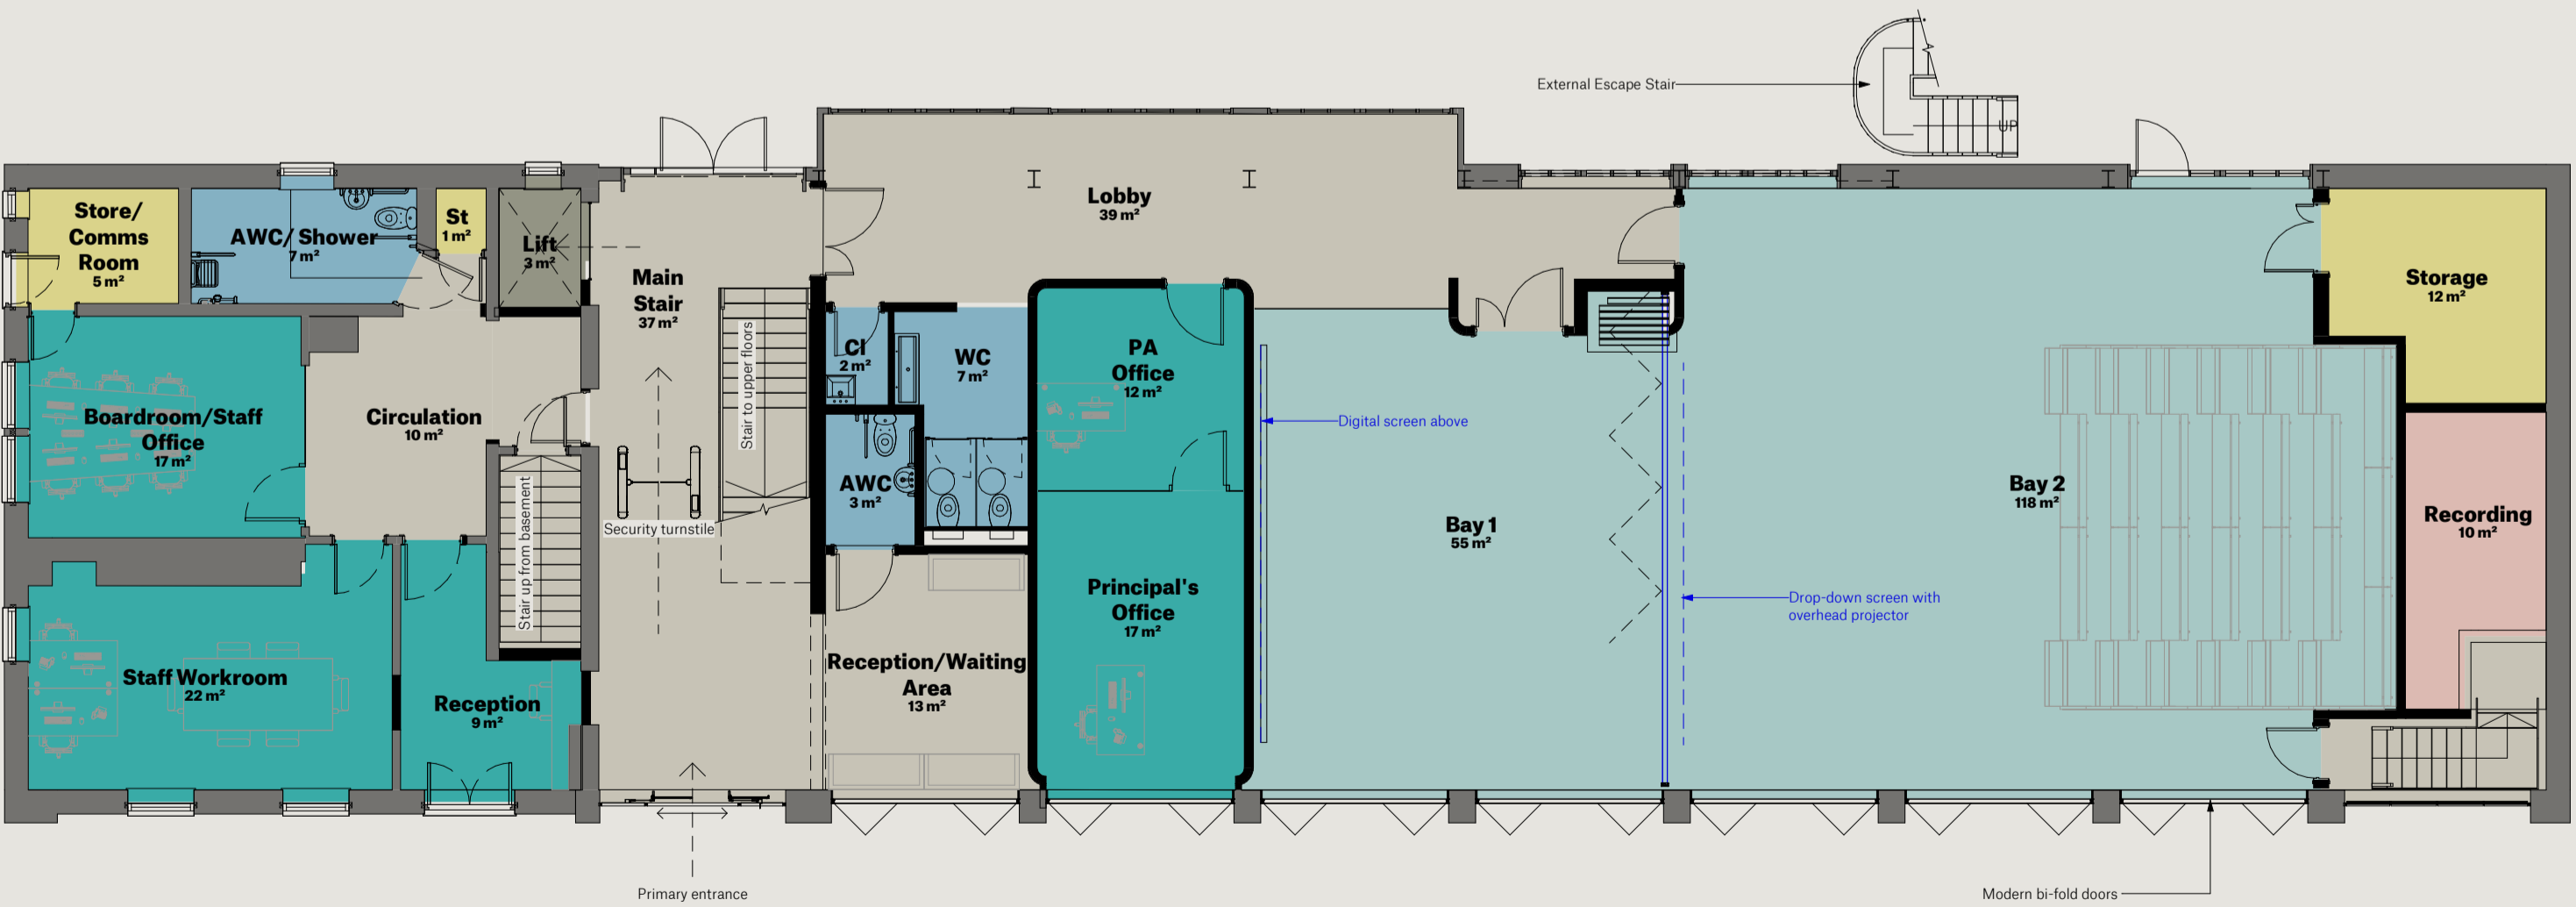 External Escape Stair
UP
Store/
Comms
Room
5 m²
AWC/ Shower
7 m²
St
1 m²
Lift
3 m²
Main
Stair
37 m²
Lobby
39 m²
Storage
12 m²
Stair to upper floors
Cl
2 m²
WC
7 m²
PA
Office
12 m²
Boardroom/Staff
Office
17 m²
Circulation
10 m²
Digital screen above
AWC
3 m²
Bay 1
55 m²
Bay 2
118 m²
Recording
10 m²
Security turnstile
Stair up from basement
Principal's
Office
17 m²
Drop-down screen with
overhead projector
Staff Workroom
22 m²
Reception
9 m²
Reception/Waiting
Area
13 m²
Primary entrance
Modern bi-fold doors